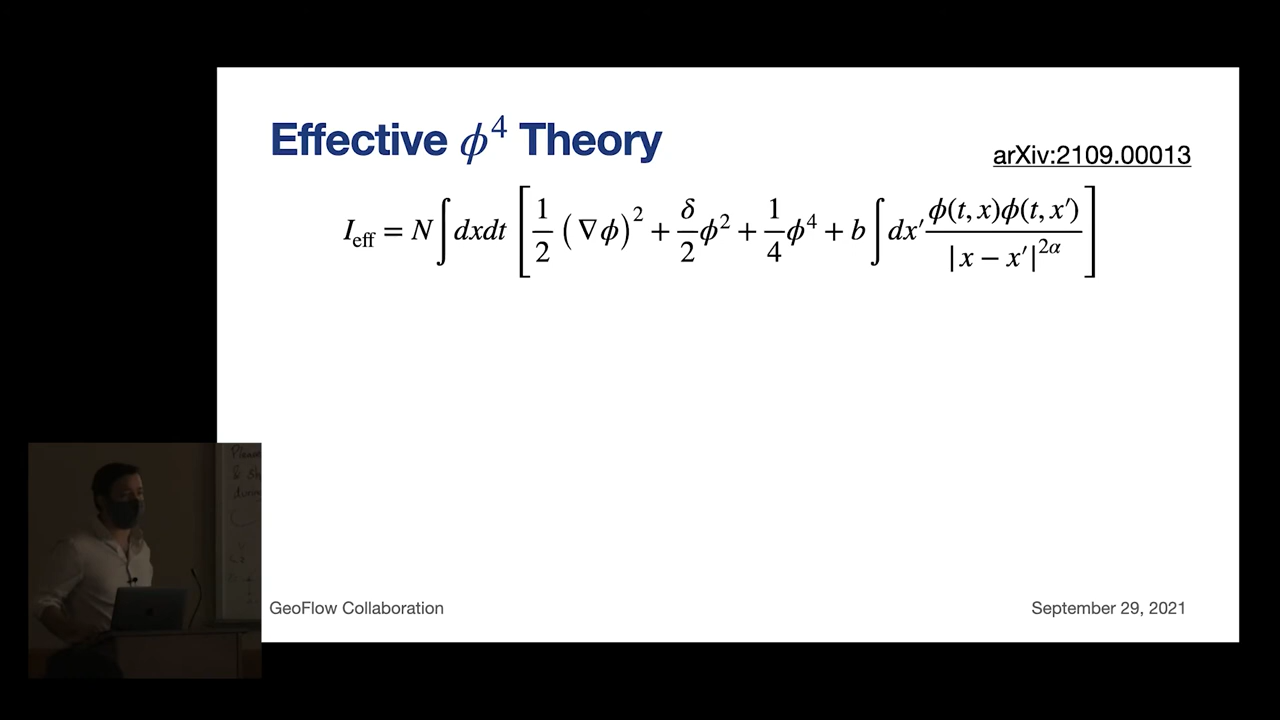 Effective ϕ⁴ Theory
arXiv:2109.00013
I_eff = N ∫ dxdt [ 1/2 (∇ϕ)² + δ/2 ϕ² + 1/4 ϕ⁴ + b ∫ dx′ ϕ(t, x)ϕ(t, x′) / |x − x′|^{2α} ]
GeoFlow Collaboration
September 29, 2021